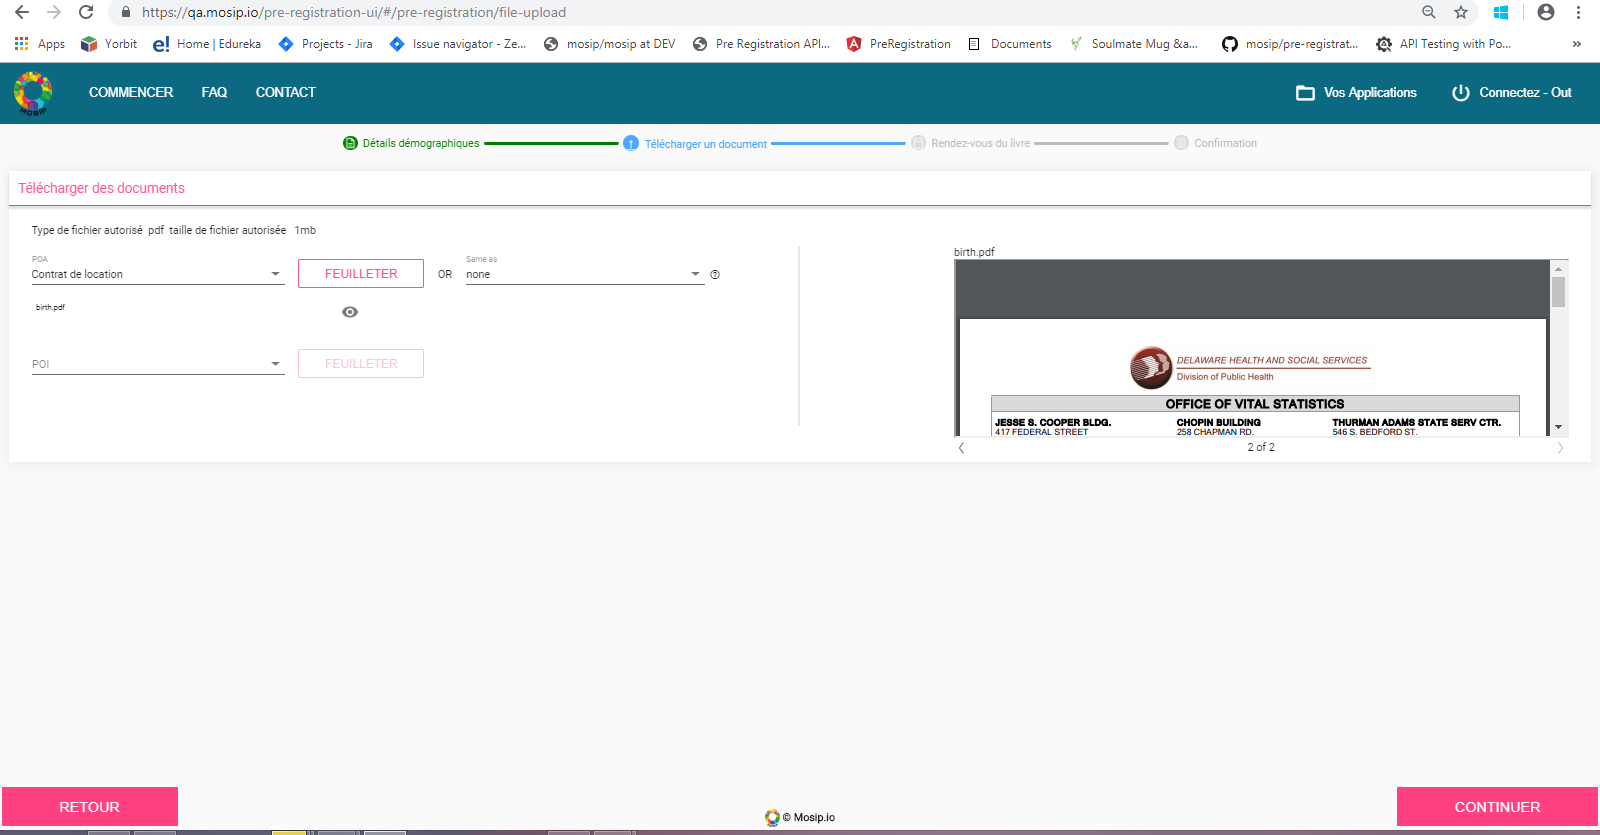 https://qa.mosip.io/pre-registration-ui/#/pre-registration/file-upload
Apps Yorbit Home | Edureka Projects - Jira Issue navigator - Ze... mosip/mosip at DEV Pre Registration API... PreRegistration Documents Soulmate Mug &a... mosip/pre-registrat... API Testing with Po... »
MOSIP COMMENCER FAQ CONTACT Vos Applications Connectez - Out
Détails démographiques Télécharger un document Rendez-vous du livre Confirmation
Télécharger des documents
Type de fichier autorisé pdf taille de fichier autorisée 1mb
POA
Contrat de location
FEUILLETER
OR
Same as
none
birth.pdf
POI
FEUILLETER
birth.pdf
DELAWARE HEALTH AND SOCIAL SERVICES
Division of Public Health
OFFICE OF VITAL STATISTICS
JESSE S. COOPER BLDG. CHOPIN BUILDING THURMAN ADAMS STATE SERV CTR.
417 FEDERAL STREET 258 CHAPMAN RD. 546 S. BEDFORD ST.
2 of 2
RETOUR
© Mosip.io
CONTINUER